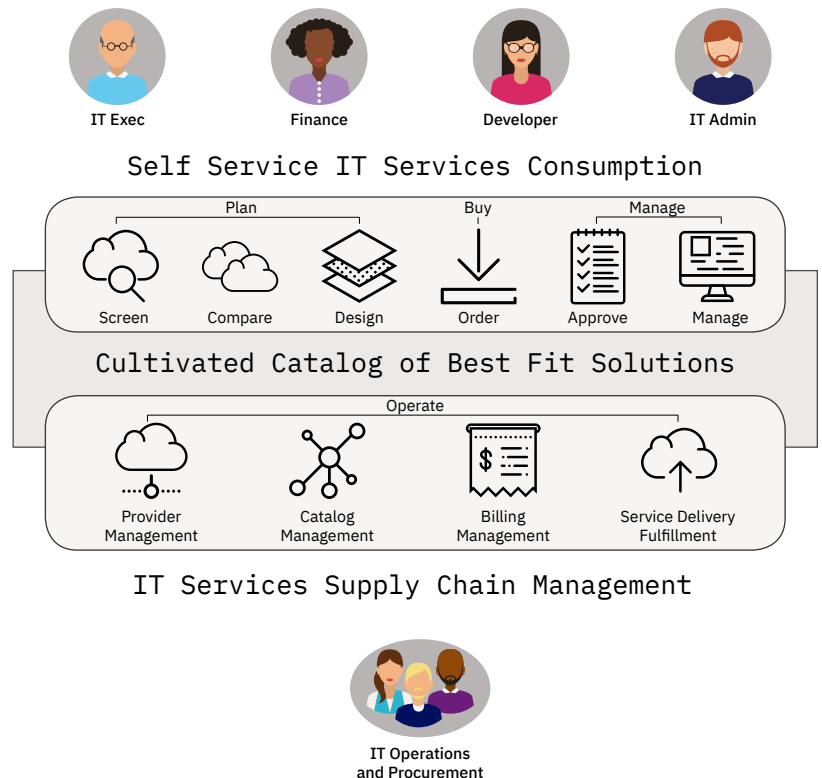 IT Exec
Finance
Developer
IT Admin
Self Service IT Services Consumption
Plan
Buy
Manage
Screen
Compare
Design
Order
Approve
Manage
Cultivated Catalog of Best Fit Solutions
Operate
$
Provider
Management
Catalog
Management
Billing
Management
Service Delivery
Fulfillment
IT Services Supply Chain Management
IT Operations
and Procurement